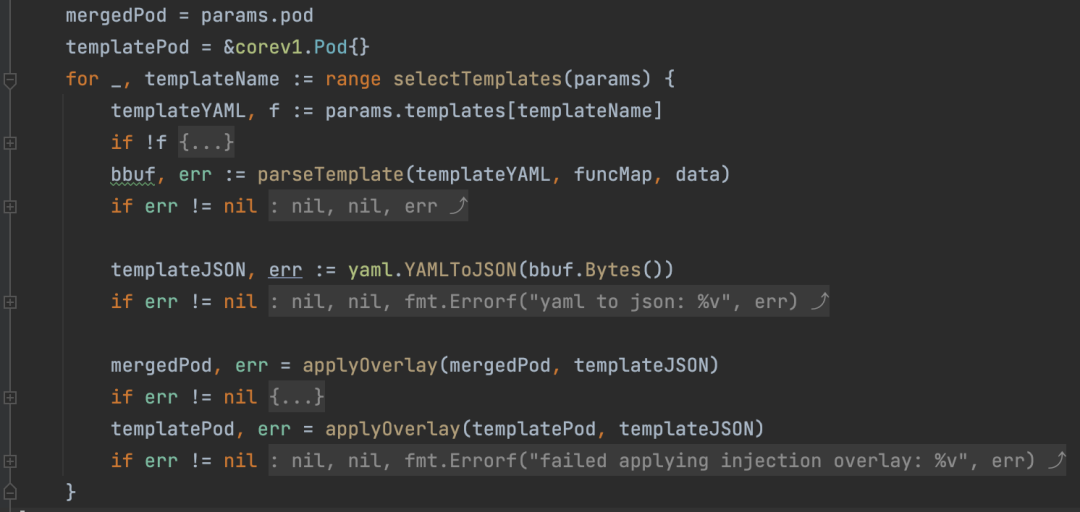 mergedPod = params.pod
templatePod = &corev1.Pod{}
for _, templateName := range selectTemplates(params) {
templateYAML, f := params.templates[templateName]
if !f {...}
bbuf, err := parseTemplate(templateYAML, funcMap, data)
if err != nil : nil, nil, err ⤴
templateJSON, err := yaml.YAMLToJSON(bbuf.Bytes())
if err != nil : nil, nil, fmt.Errorf("yaml to json: %v", err) ⤴
mergedPod, err = applyOverlay(mergedPod, templateJSON)
if err != nil {...}
templatePod, err = applyOverlay(templatePod, templateJSON)
if err != nil : nil, nil, fmt.Errorf("failed applying injection overlay: %v", err) ⤴
}